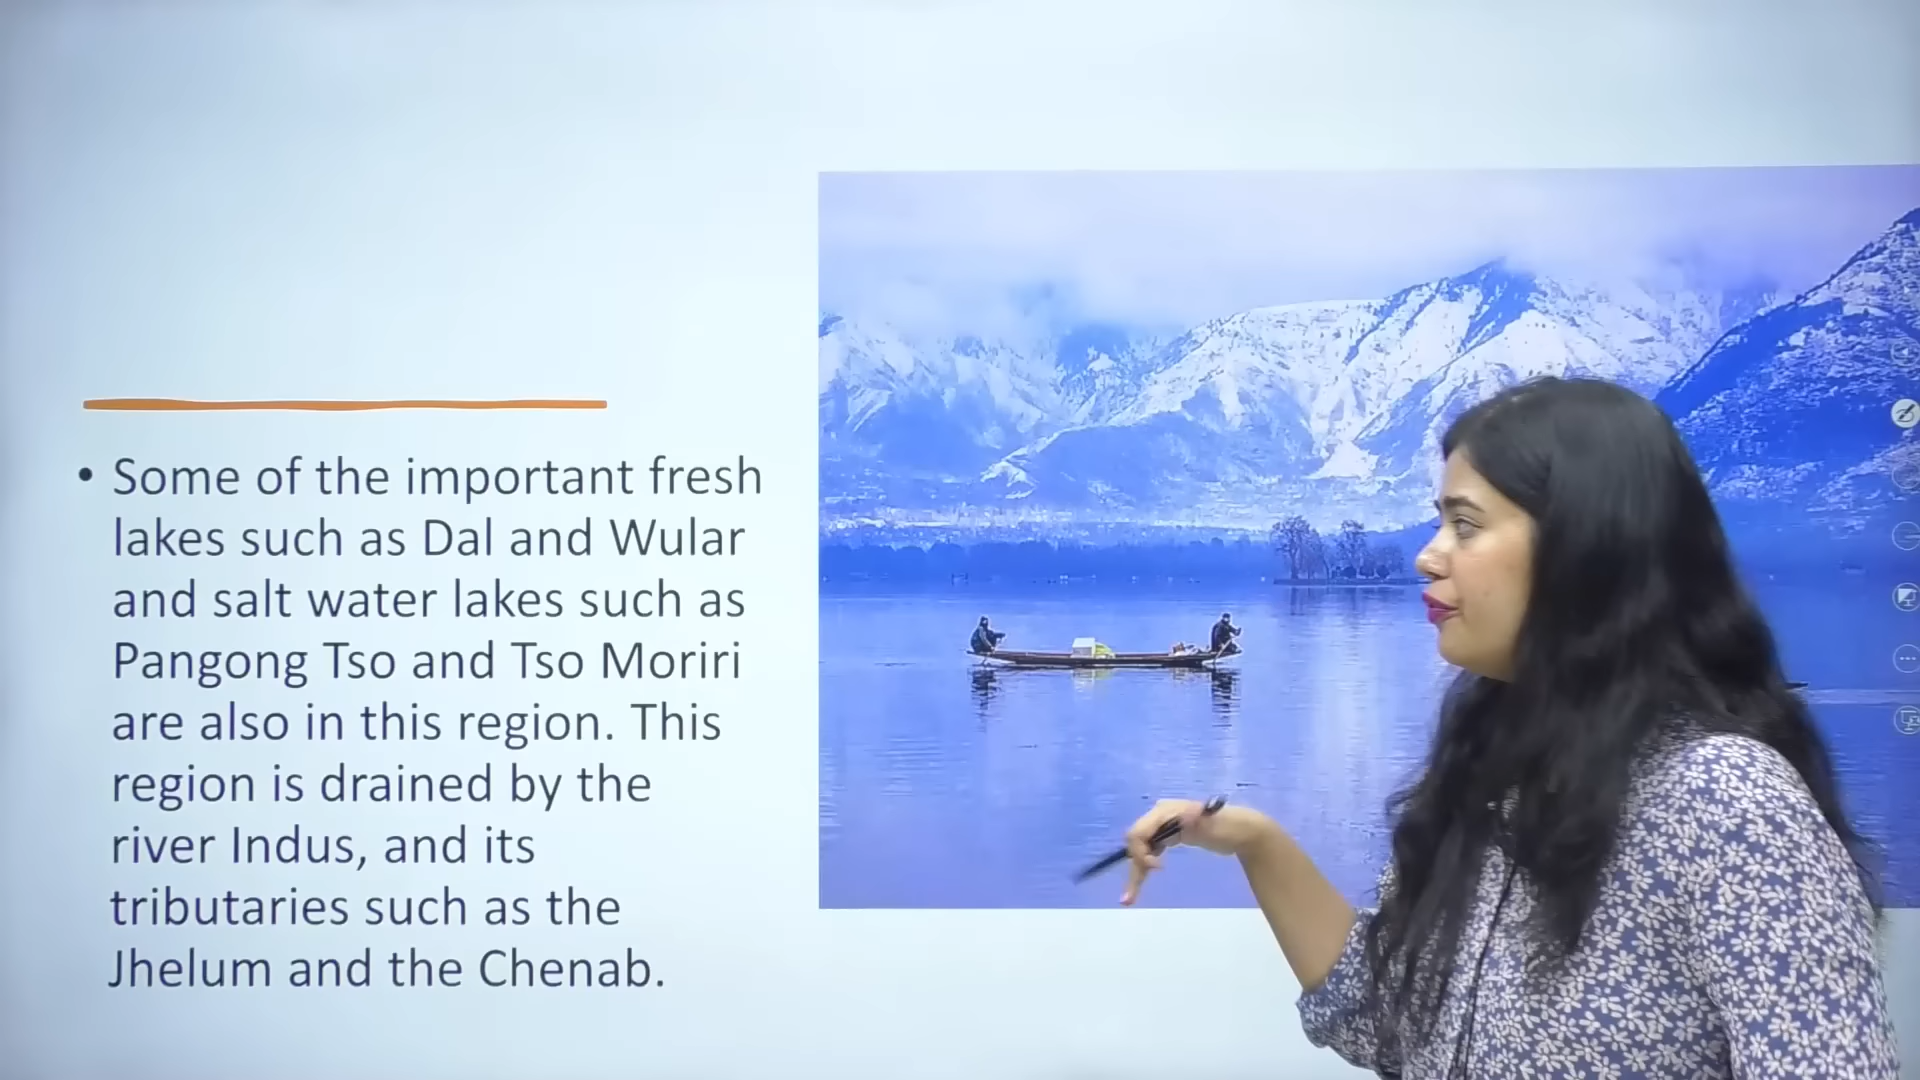 • Some of the important fresh
lakes such as Dal and Wular
and salt water lakes such as
Pangong Tso and Tso Moriri
are also in this region. This
region is drained by the
river Indus, and its
tributaries such as the
Jhelum and the Chenab.